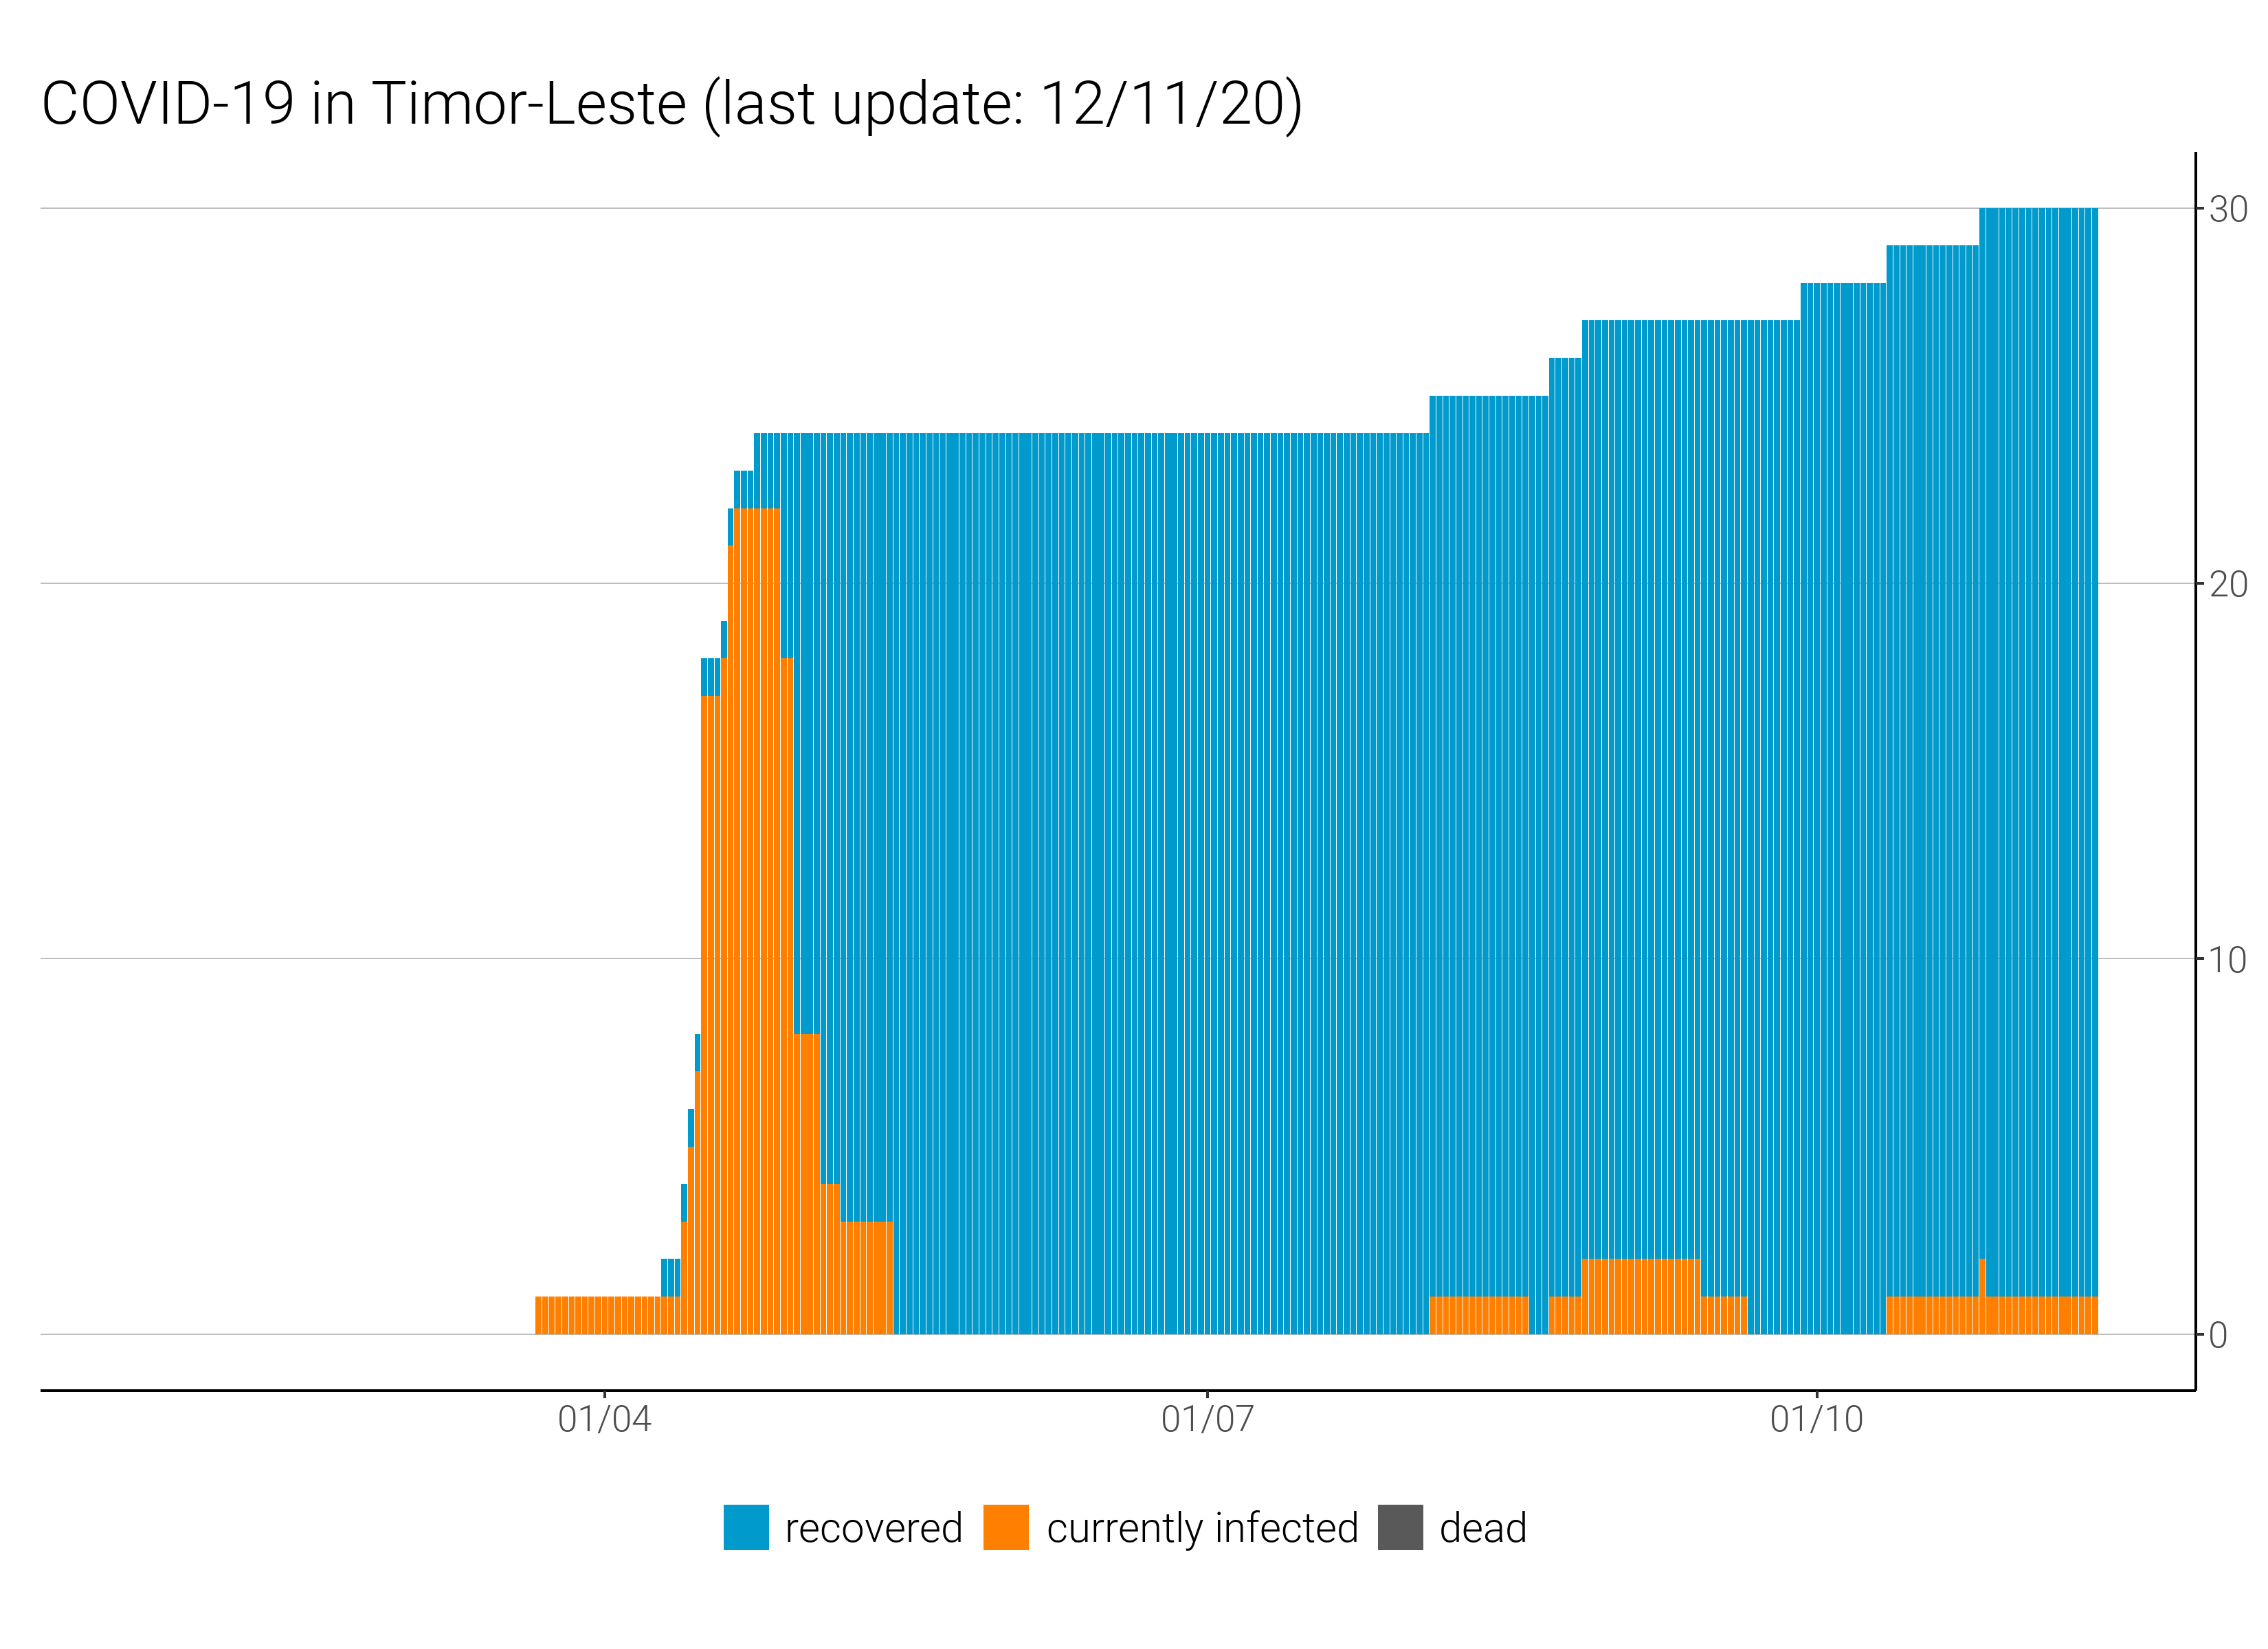 COVID-19 in Timor-Leste (last update: 12/11/20)
30
20
10
0
01/04 01/07 01/10
recovered currently infected dead